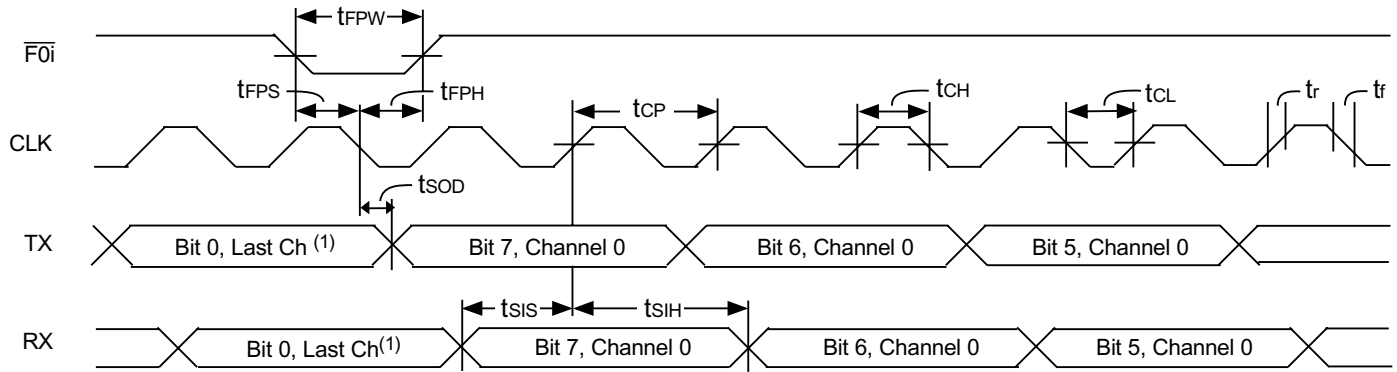 tFPW
F0i
tFPS tFPH tCP tCH tCL tr tf
CLK
tSOD
TX Bit 0, Last Ch (1) Bit 7, Channel 0 Bit 6, Channel 0 Bit 5, Channel 0
tSIS tSIH
RX Bit 0, Last Ch(1) Bit 7, Channel 0 Bit 6, Channel 0 Bit 5, Channel 0